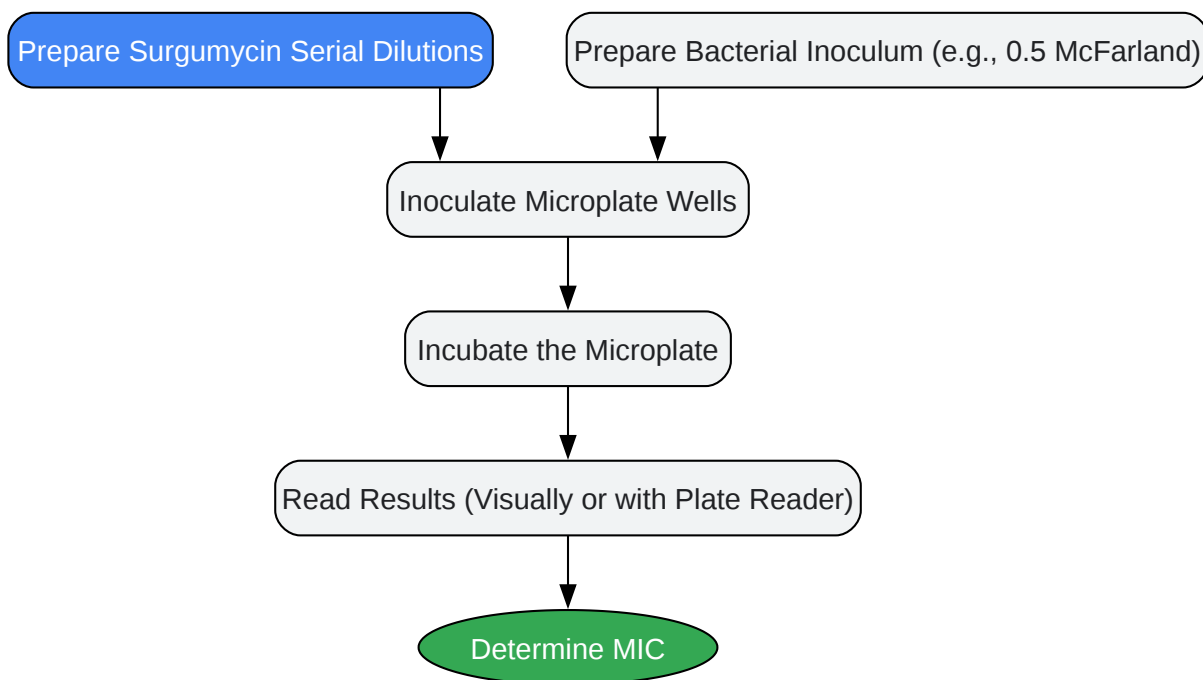 Prepare Surgumycin Serial Dilutions
Prepare Bacterial Inoculum (e.g., 0.5 McFarland)
Inoculate Microplate Wells
Incubate the Microplate
Read Results (Visually or with Plate Reader)
Determine MIC